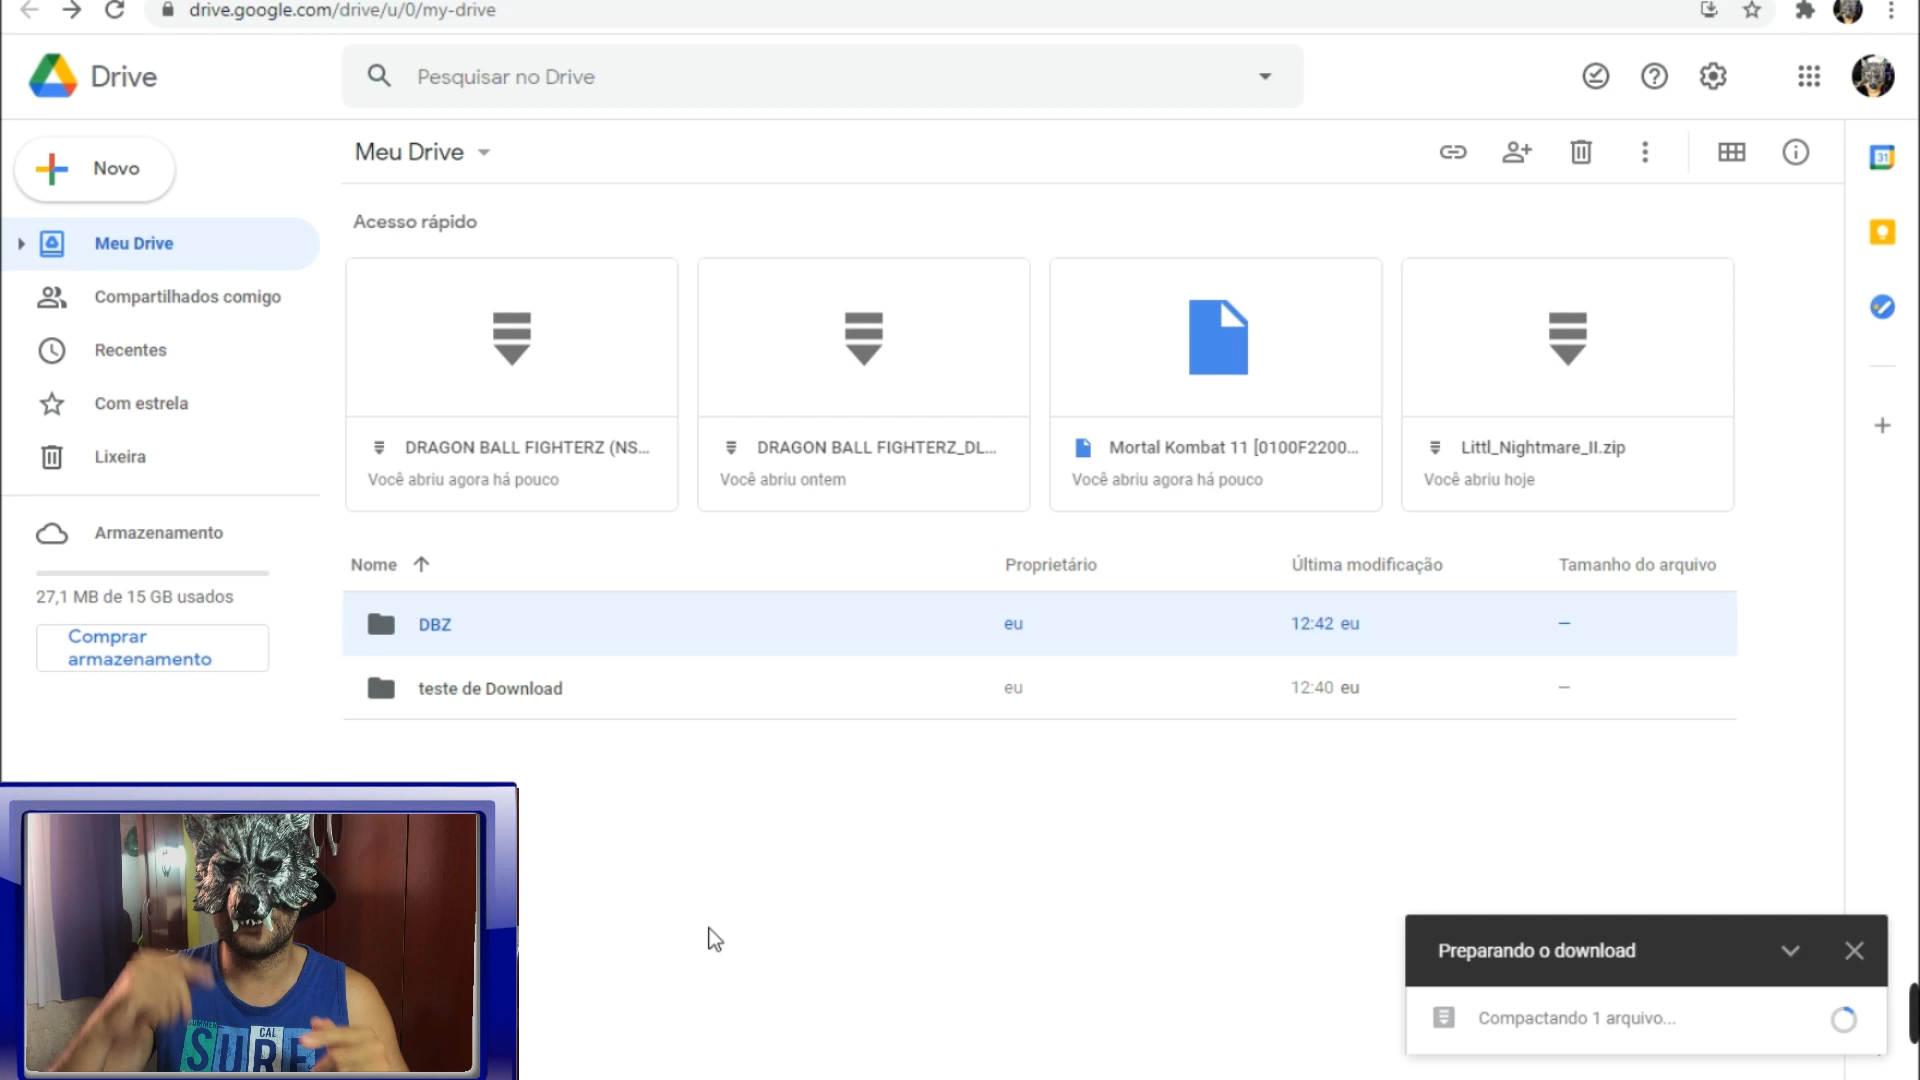 drive.google.com/drive/u/0/my-drive
Drive
Pesquisar no Drive
Novo
Meu Drive
Meu Drive
Compartilhados comigo
Recentes
Com estrela
Lixeira
Armazenamento
27,1 MB de 15 GB usados
Comprar
armazenamento
Acesso rápido
DRAGON BALL FIGHTERZ (NS...
Você abriu agora há pouco
DRAGON BALL FIGHTERZ_DL...
Você abriu ontem
Mortal Kombat 11 [0100F2200...
Você abriu agora há pouco
Littl_Nightmare_II.zip
Você abriu hoje
Nome Proprietário Última modificação Tamanho do arquivo
DBZ eu 12:42 eu –
teste de Download eu 12:40 eu –
31
Preparando o download
Compactando 1 arquivo...
CAL
SURF